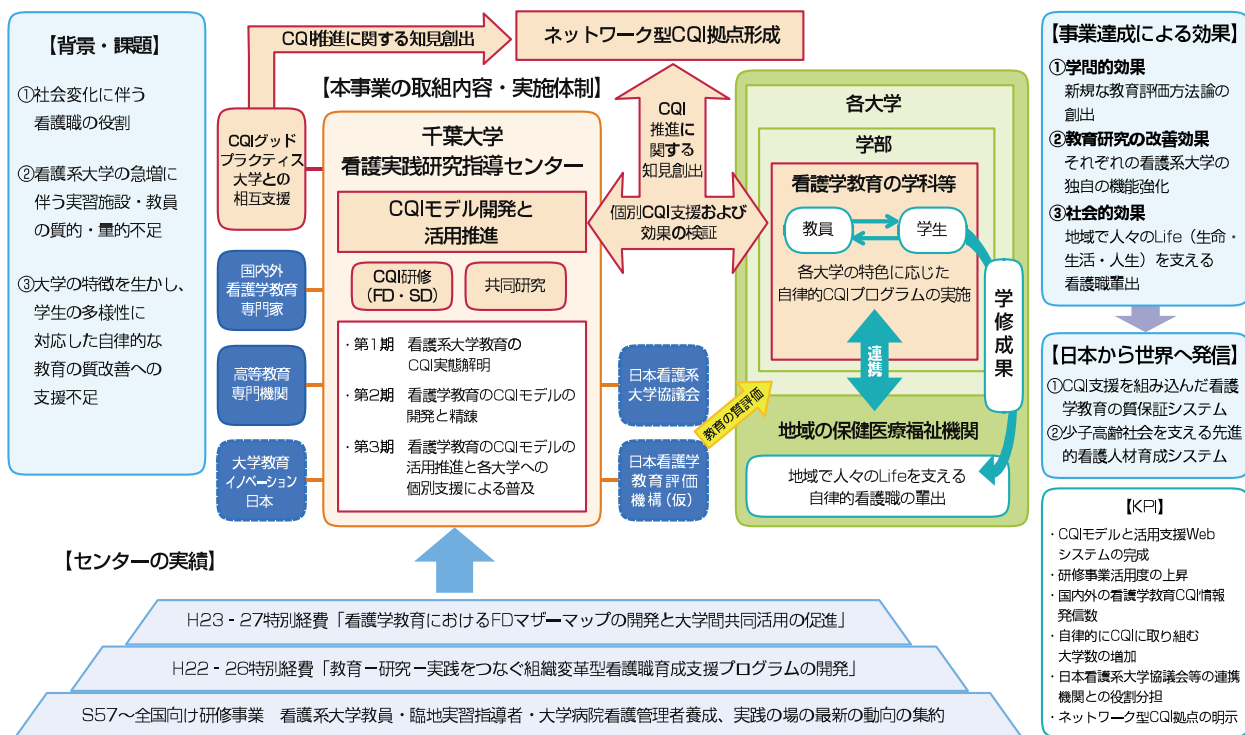 【背景・課題】
①社会変化に伴う
看護職の役割
②看護系大学の急増に
伴う実習施設・教員
の質的・量的不足
③大学の特徴を生かし、
学生の多様性に
対応した自律的な
教育の質改善への
支援不足
CQI推進に関する知見創出
ネットワーク型CQI拠点形成
【本事業の取組内容・実施体制】
CQIグッド
プラクティス
大学との
相互支援
国内外
看護学教育
専門家
高等教育
専門機関
大学教育
イノベーション
日本
千葉大学
看護実践研究指導センター
CQIモデル開発と
活用推進
CQI研修
（FD・SD）
共同研究
・第1期　看護系大学教育の
CQI実態解明
・第2期　看護学教育のCQIモデルの
開発と精錬
・第3期　看護学教育のCQIモデルの
活用推進と各大学への
個別支援による普及
CQI
推進に
関する
知見創出
個別CQI支援および
効果の検証
日本看護系
大学協議会
日本看護学
教育評価
機構（仮）
教育の質評価
各大学
学部
看護学教育の学科等
教員
学生
各大学の特色に応じた
自律的CQIプログラムの実施
連携
学修成果
地域の保健医療福祉機関
地域で人々のLifeを支える
自律的看護職の輩出
【事業達成による効果】
①学問的効果
新規な教育評価方法論の
創出
②教育研究の改善効果
それぞれの看護系大学の
独自の機能強化
③社会的効果
地域で人々のLife（生命・
生活・人生）を支える
看護職輩出
【日本から世界へ発信】
①CQI支援を組み込んだ看護
学教育の質保証システム
②少子高齢社会を支える先進
的看護人材育成システム
【KPI】
・CQIモデルと活用支援Web
システムの完成
・研修事業活用度の上昇
・国内外の看護学教育CQI情報
発信数
・自律的にCQIに取り組む
大学数の増加
・日本看護系大学協議会等の連携
機関との役割分担
・ネットワーク型CQI拠点の明示
【センターの実績】
H23－27特別経費「看護学教育におけるFDマザーマップの開発と大学間共同活用の促進」
H22－26特別経費「教育－研究－実践をつなぐ組織変革型看護職育成支援プログラムの開発」
S57～全国向け研修事業　看護系大学教員・臨地実習指導者・大学病院看護管理者養成、実践の場の最新の動向の集約